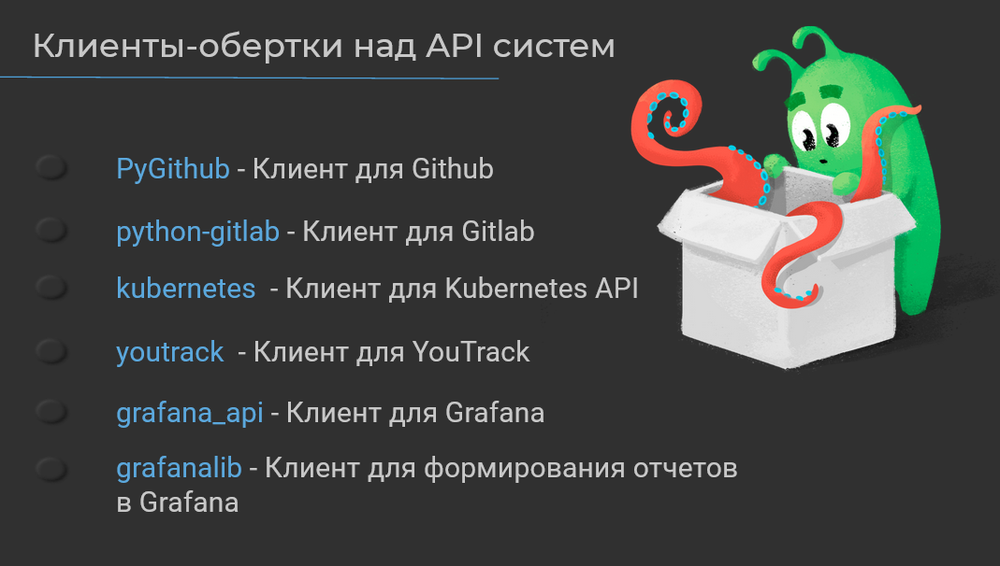 Клиенты-обертки над API систем
PyGithub - Клиент для Github
python-gitlab - Клиент для Gitlab
kubernetes - Клиент для Kubernetes API
youtrack - Клиент для YouTrack
grafana_api - Клиент для Grafana
grafanalib - Клиент для формирования отчетов
в Grafana